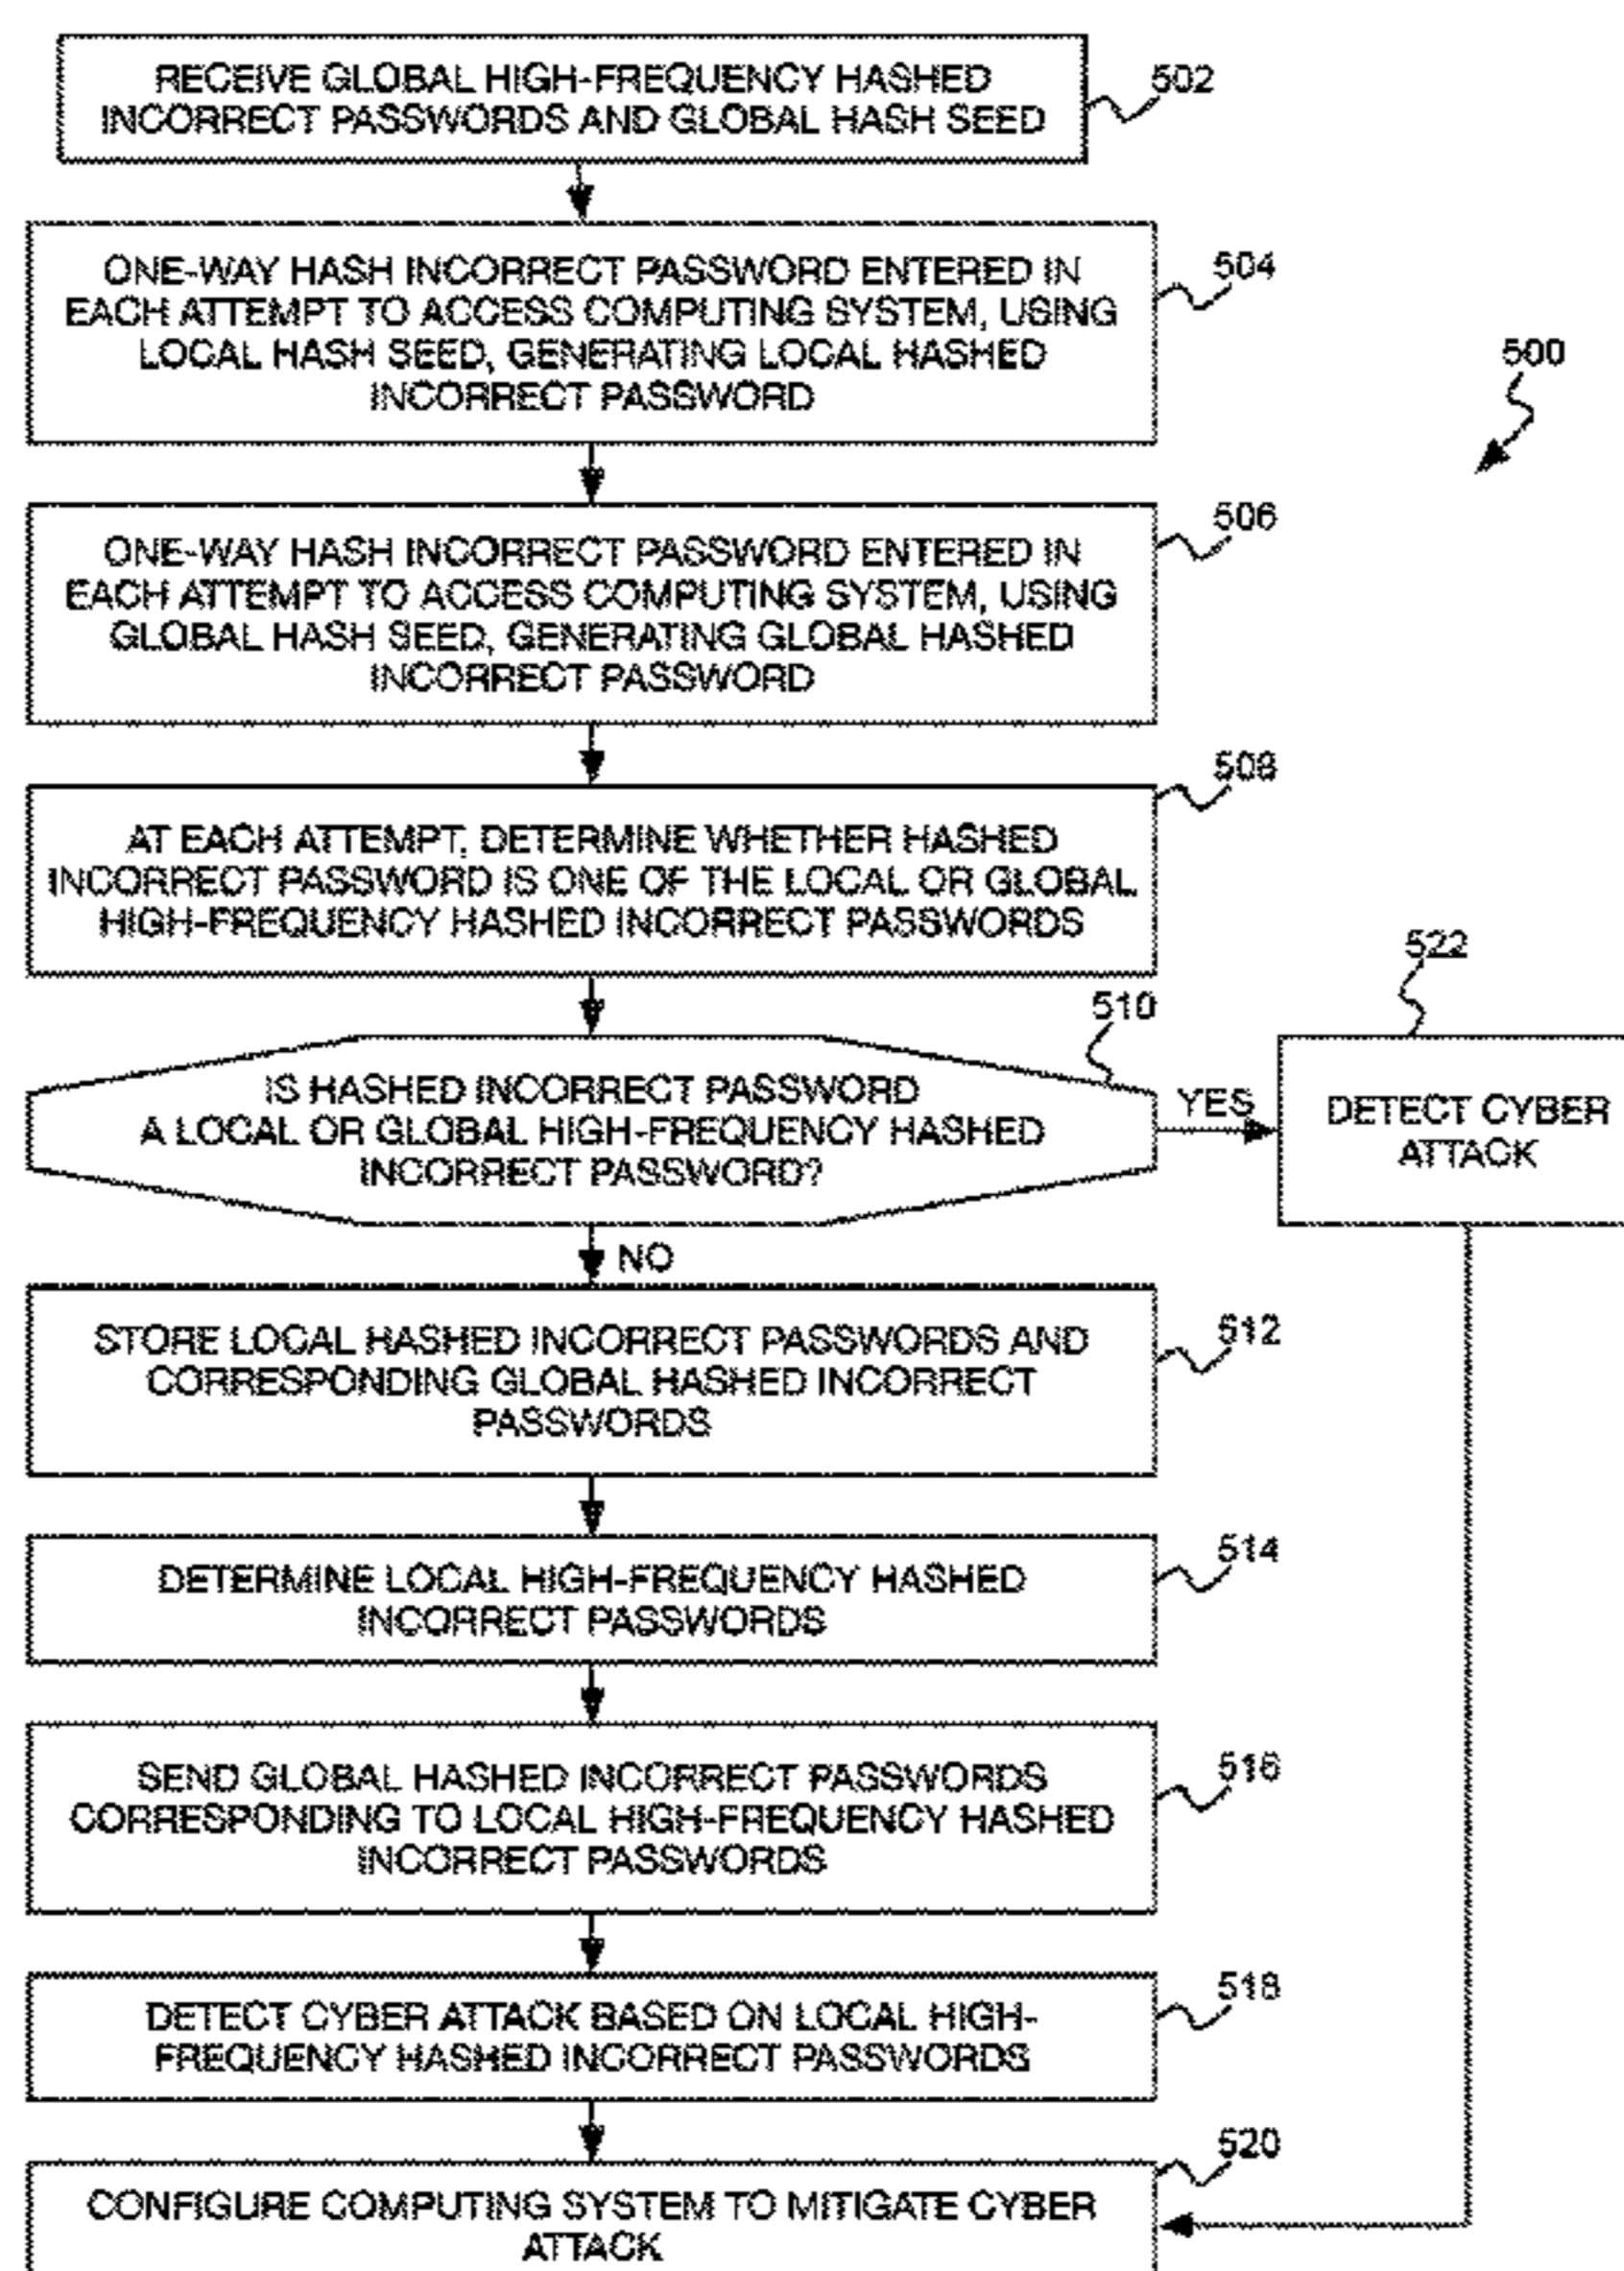 RECEIVE GLOBAL HIGH-FREQUENCY HASHED
INCORRECT PASSWORDS AND GLOBAL HASH SEED
502
ONE-WAY HASH INCORRECT PASSWORD ENTERED IN
EACH ATTEMPT TO ACCESS COMPUTING SYSTEM, USING
LOCAL HASH SEED, GENERATING LOCAL HASHED
INCORRECT PASSWORD
504
500
ONE-WAY HASH INCORRECT PASSWORD ENTERED IN
EACH ATTEMPT TO ACCESS COMPUTING SYSTEM, USING
GLOBAL HASH SEED, GENERATING GLOBAL HASHED
INCORRECT PASSWORD
506
AT EACH ATTEMPT, DETERMINE WHETHER HASHED
INCORRECT PASSWORD IS ONE OF THE LOCAL OR GLOBAL
HIGH-FREQUENCY HASHED INCORRECT PASSWORDS
508
IS HASHED INCORRECT PASSWORD
A LOCAL OR GLOBAL HIGH-FREQUENCY HASHED
INCORRECT PASSWORD?
510
YES
522
DETECT CYBER
ATTACK
NO
STORE LOCAL HASHED INCORRECT PASSWORDS AND
CORRESPONDING GLOBAL HASHED INCORRECT
PASSWORDS
512
DETERMINE LOCAL HIGH-FREQUENCY HASHED
INCORRECT PASSWORDS
514
SEND GLOBAL HASHED INCORRECT PASSWORDS
CORRESPONDING TO LOCAL HIGH-FREQUENCY HASHED
INCORRECT PASSWORDS
516
DETECT CYBER ATTACK BASED ON LOCAL HIGH-
FREQUENCY HASHED INCORRECT PASSWORDS
518
CONFIGURE COMPUTING SYSTEM TO MITIGATE CYBER
ATTACK
520